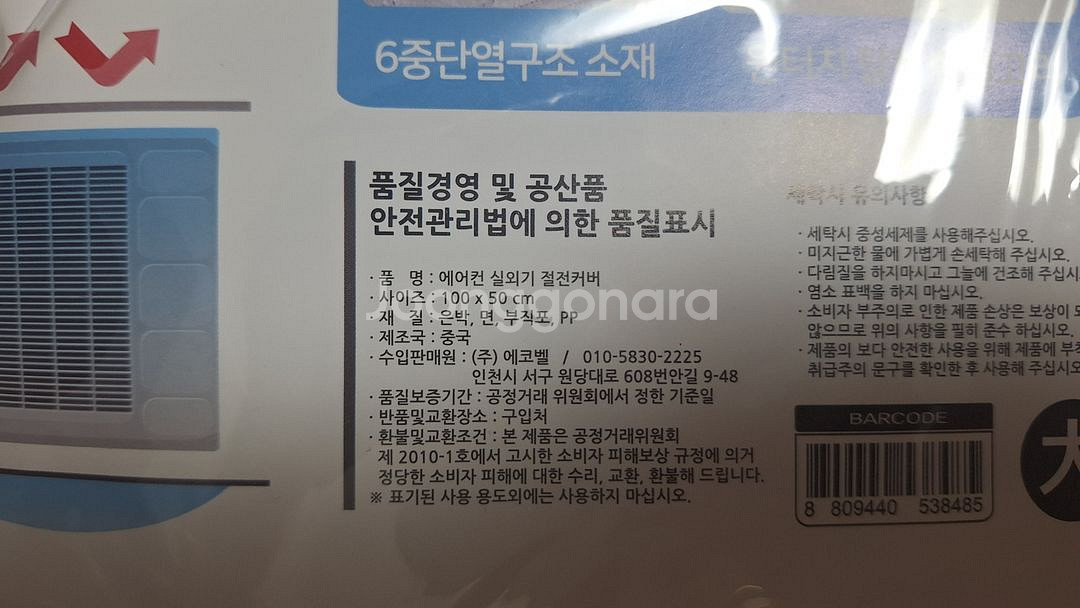 6중단열구조 소재
품질경영 및 공산품
안전관리법에 의한 품질표시
· 품 명 : 에어컨 실외기 절전커버
· 사이즈 : 100 x 50 cm
· 재 질 : 은박, 면, 부직포, PP
· 제조국 : 중국
· 수입판매원 : (주) 에코벨 / 010-5830-2225
인천시 서구 원당대로 608번안길 9-48
· 품질보증기간 : 공정거래 위원회에서 정한 기준일
· 반품및교환장소 : 구입처
· 환불및교환조건 : 본 제품은 공정거래위원회
제 2010-1호에서 고시한 소비자 피해보상 규정에 의거
정당한 소비자 피해에 대한 수리, 교환, 환불해 드립니다.
※ 표기된 사용 용도외에는 사용하지 마십시오.
joonggonara
세탁시 유의사항
· 세탁시 중성세제를 사용해주십시오.
· 미지근한 물에 가볍게 손세탁해 주십시오.
· 다림질을 하지마시고 그늘에 건조해 주십시
· 염소 표백을 하지 마십시오.
· 소비자 부주의로 인한 제품 손상은 보상이
않으므로 위의 사항을 필히 준수 하십시오.
· 제품의 보다 안전한 사용을 위해 제품에 부
취급주의 문구를 확인한 후 사용해 주십시오
BARCODE
8 809440 538485